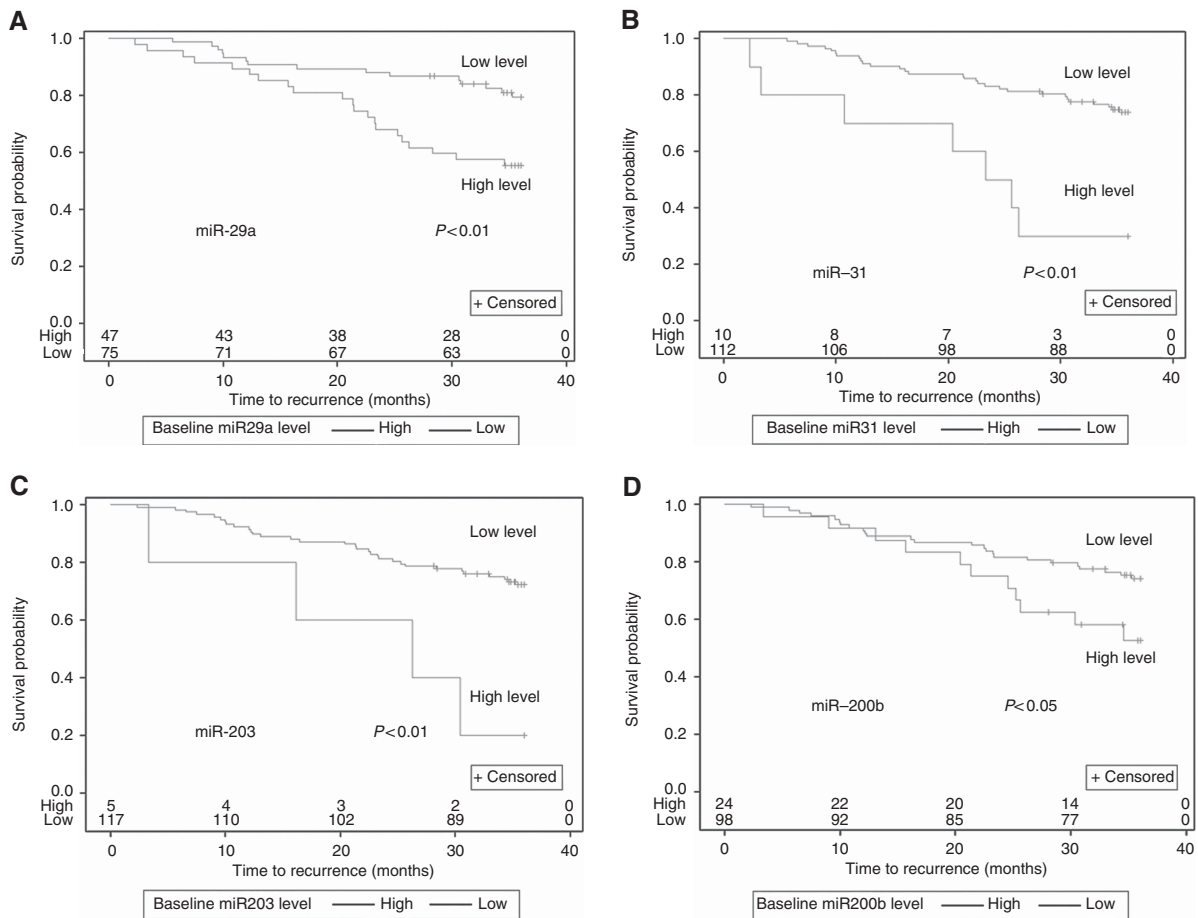 A
Survival probability
1.0
0.8
0.6
0.4
0.2
0.0
Low level
High level
miR-29a
P<0.01
+ Censored
High 47 43 38 28 0
Low 75 71 67 63 0
0 10 20 30 40
Time to recurrence (months)
Baseline miR29a level High Low
B
Survival probability
1.0
0.8
0.6
0.4
0.2
0.0
Low level
High level
miR–31
P<0.01
+ Censored
High 10 8 7 3 0
Low 112 106 98 88 0
0 10 20 30 40
Time to recurrence (months)
Baseline miR31 level High Low
C
Survival probability
1.0
0.8
0.6
0.4
0.2
0.0
Low level
High level
miR-203
P<0.01
+ Censored
High 5 4 3 2 0
Low 117 110 102 89 0
0 10 20 30 40
Time to recurrence (months)
Baseline miR203 level High Low
D
Survival probability
1.0
0.8
0.6
0.4
0.2
0.0
Low level
High level
miR–200b
P<0.05
+ Censored
High 24 22 20 14 0
Low 98 92 85 77 0
0 10 20 30 40
Time to recurrence (months)
Baseline miR200b level High Low